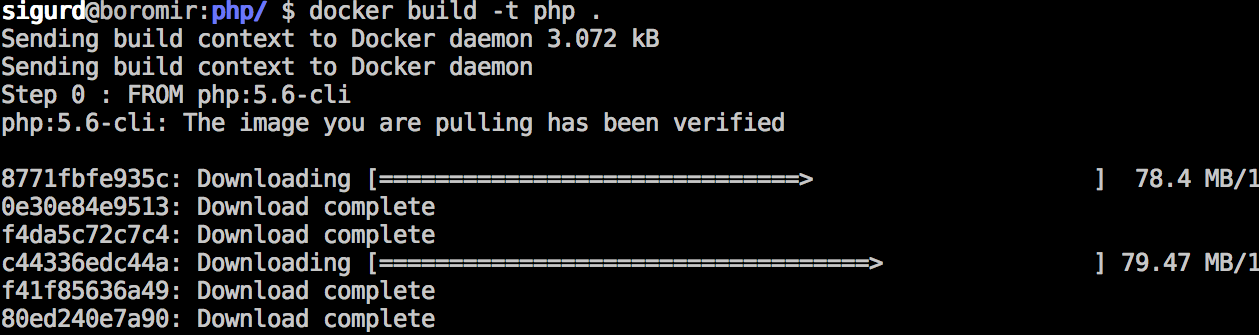 sigurd@boromir:php/ $ docker build -t php .
Sending build context to Docker daemon 3.072 kB
Sending build context to Docker daemon
Step 0 : FROM php:5.6-cli
php:5.6-cli: The image you are pulling has been verified
8771fbfe935c: Downloading [==============================>                    ]  78.4 MB/1
0e30e84e9513: Download complete
f4da5c72c7c4: Download complete
c44336edc44a: Downloading [===================================>               ] 79.47 MB/1
f41f85636a49: Download complete
80ed240e7a90: Download complete